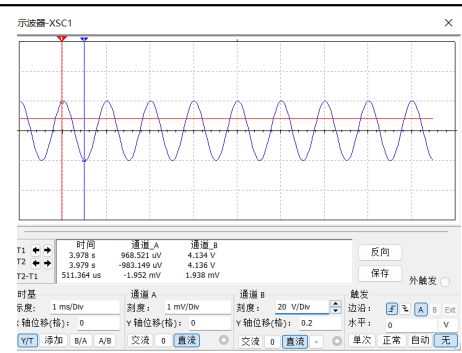 示波器-XSC1
时间 通道_A 通道_B
T1 3.978 s 968.521 uV 4.134 V
T2 3.979 s -983.149 uV 4.136 V
T2-T1 511.364 us -1.952 mV 1.938 mV
反向
保存
外触发
时基 通道 A 通道 B 触发
示度: 1 ms/Div 刻度: 1 mV/Div 刻度: 20 V/Div 边沿: A B Ext
轴位移(格): 0 Y 轴位移(格): 0 Y 轴位移(格): 0.2 水平: 0 V
Y/T 添加 B/A A/B 交流 0 直流 交流 0 直流 - 单次 正常 自动 无